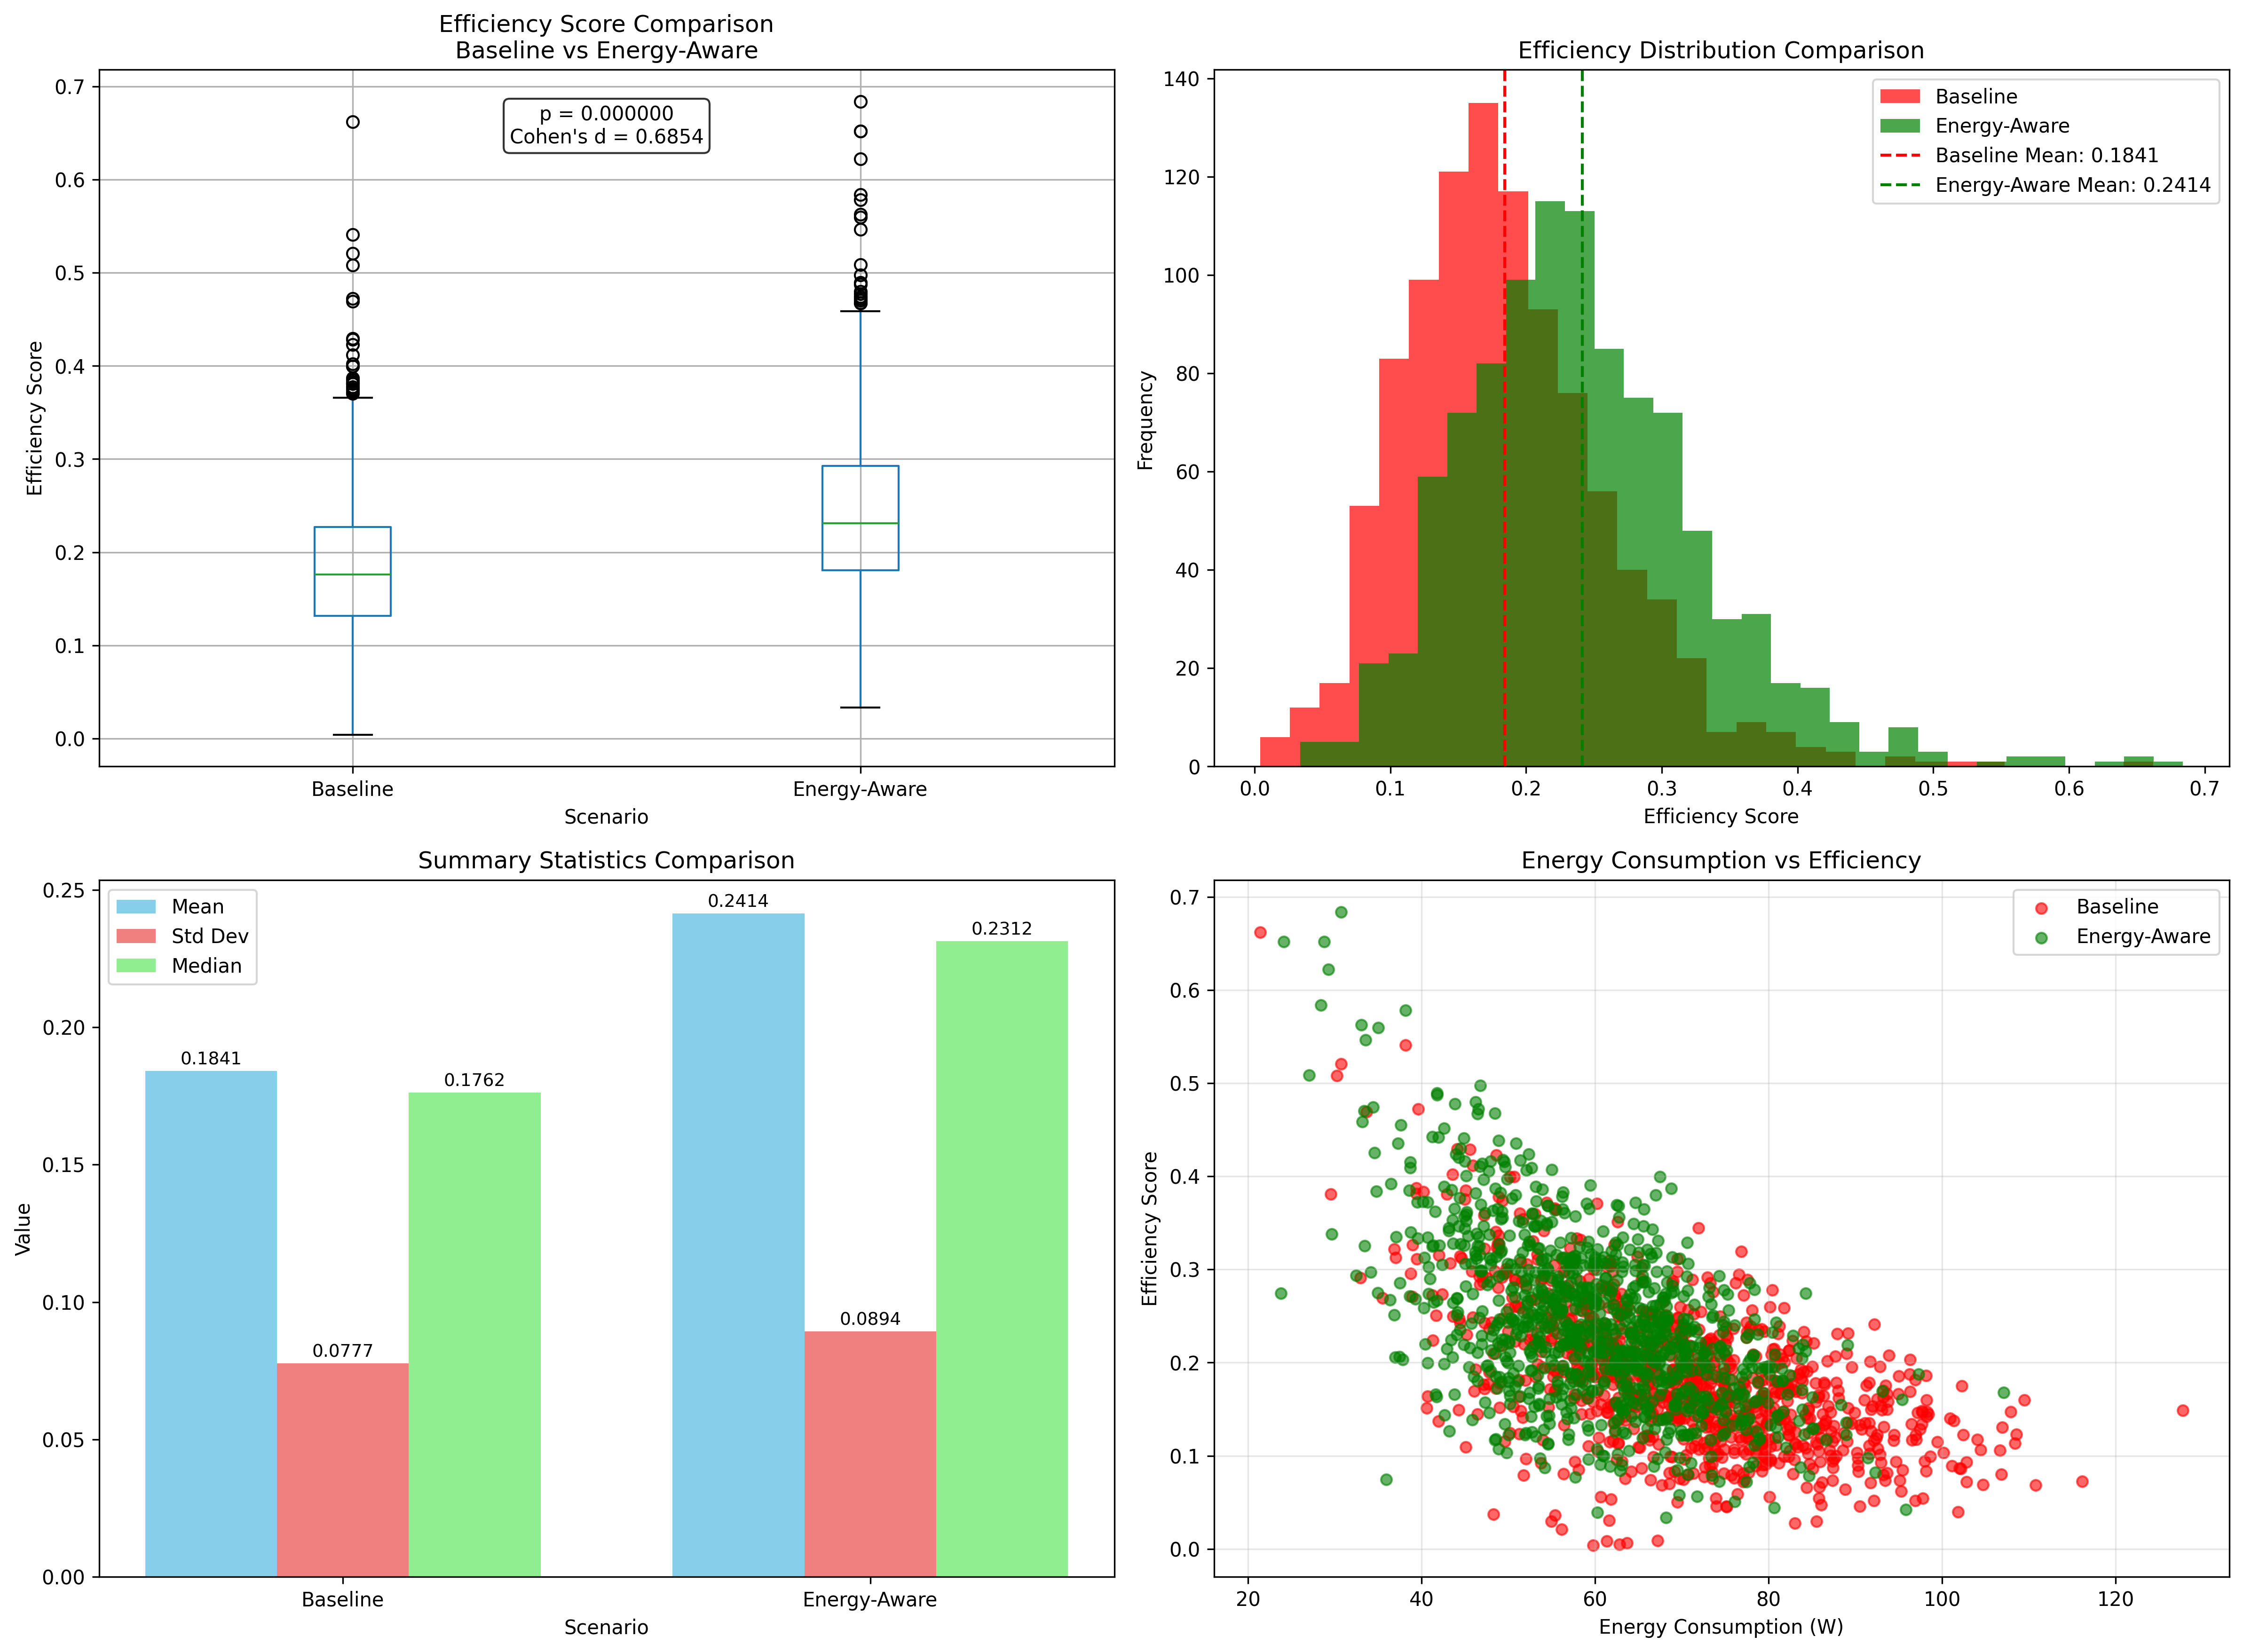 Efficiency Score Comparison
Baseline vs Energy-Aware
p = 0.000000
Cohen's d = 0.6854
0.7
0.6
0.5
0.4
0.3
0.2
0.1
0.0
Efficiency Score
Baseline
Energy-Aware
Scenario
Efficiency Distribution Comparison
Baseline
Energy-Aware
Baseline Mean: 0.1841
Energy-Aware Mean: 0.2414
140
120
100
80
60
40
20
0
Frequency
0.0
0.1
0.2
0.3
0.4
0.5
0.6
0.7
Efficiency Score
Summary Statistics Comparison
Mean
Std Dev
Median
0.25
0.20
0.15
0.10
0.05
0.00
Value
0.1841
0.0777
0.1762
0.2414
0.0894
0.2312
Baseline
Energy-Aware
Scenario
Energy Consumption vs Efficiency
Baseline
Energy-Aware
0.7
0.6
0.5
0.4
0.3
0.2
0.1
0.0
Efficiency Score
20
40
60
80
100
120
Energy Consumption (W)